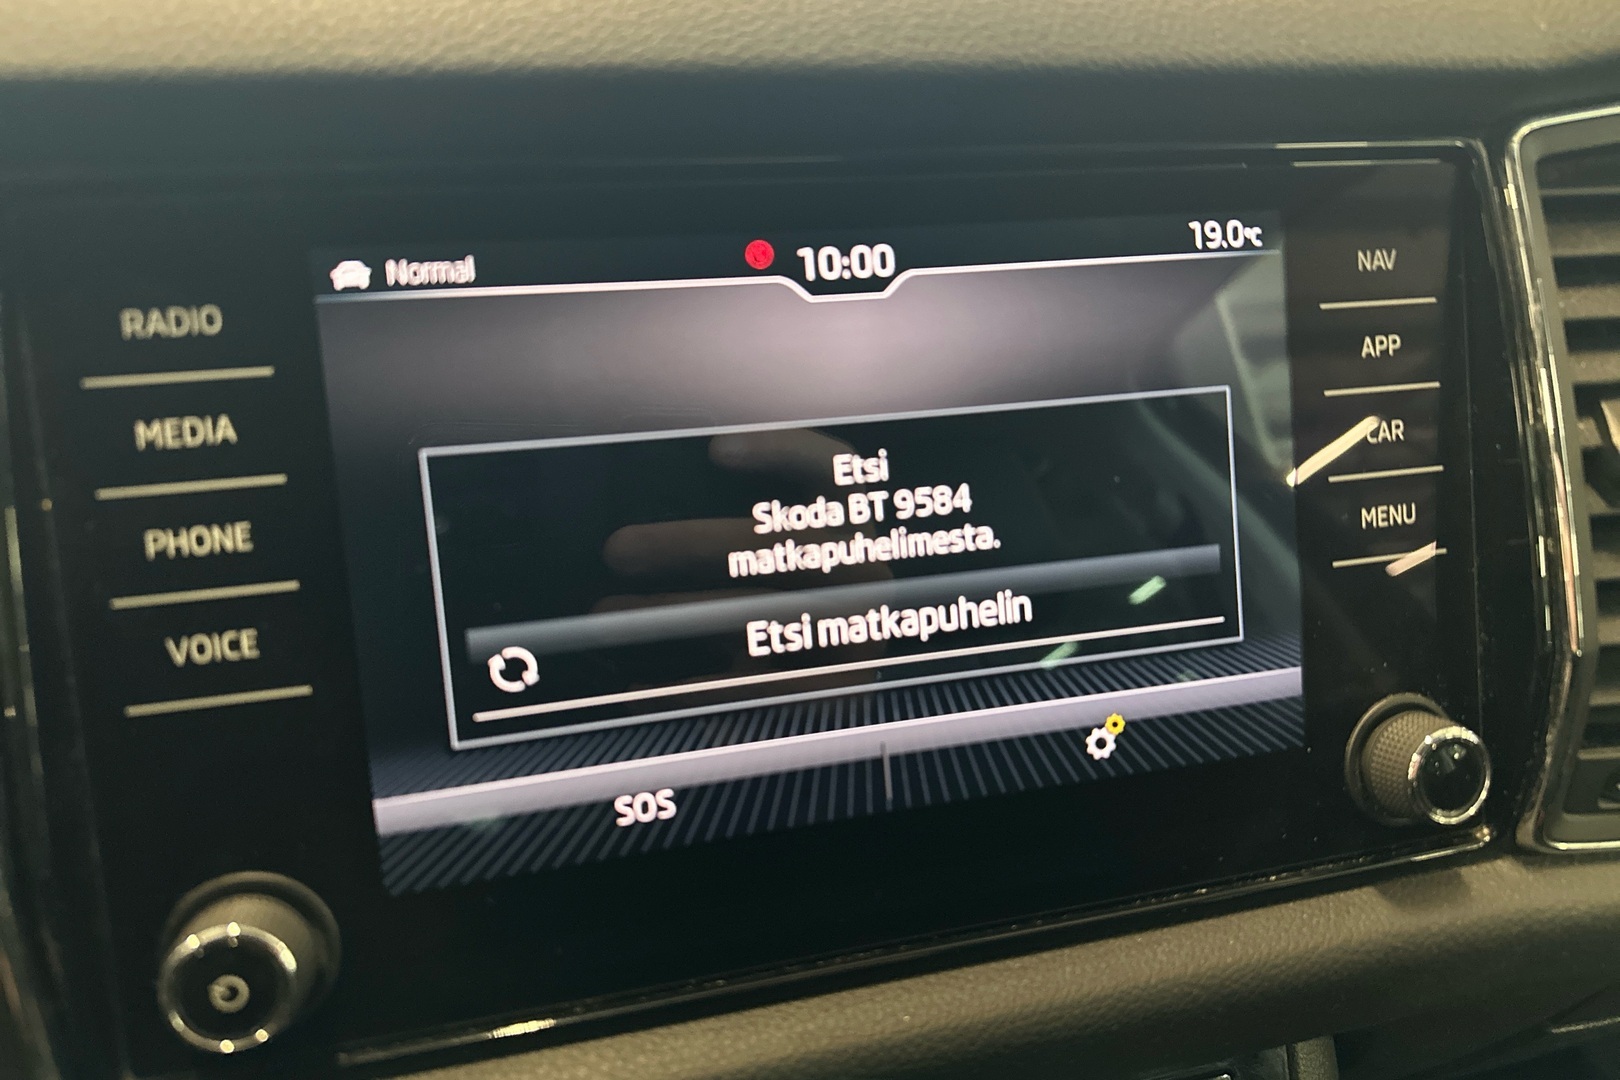 Normal
10:00
19.0°C
RADIO
MEDIA
PHONE
VOICE
Etsi
Skoda BT 9584
matkapuhelimesta.
Etsi matkapuhelin
SOS
NAV
APP
CAR
MENU